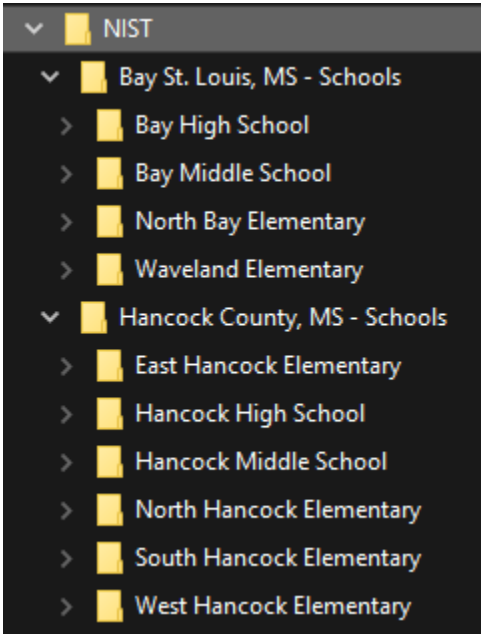 NIST
Bay St. Louis, MS - Schools
Bay High School
Bay Middle School
North Bay Elementary
Waveland Elementary
Hancock County, MS - Schools
East Hancock Elementary
Hancock High School
Hancock Middle School
North Hancock Elementary
South Hancock Elementary
West Hancock Elementary